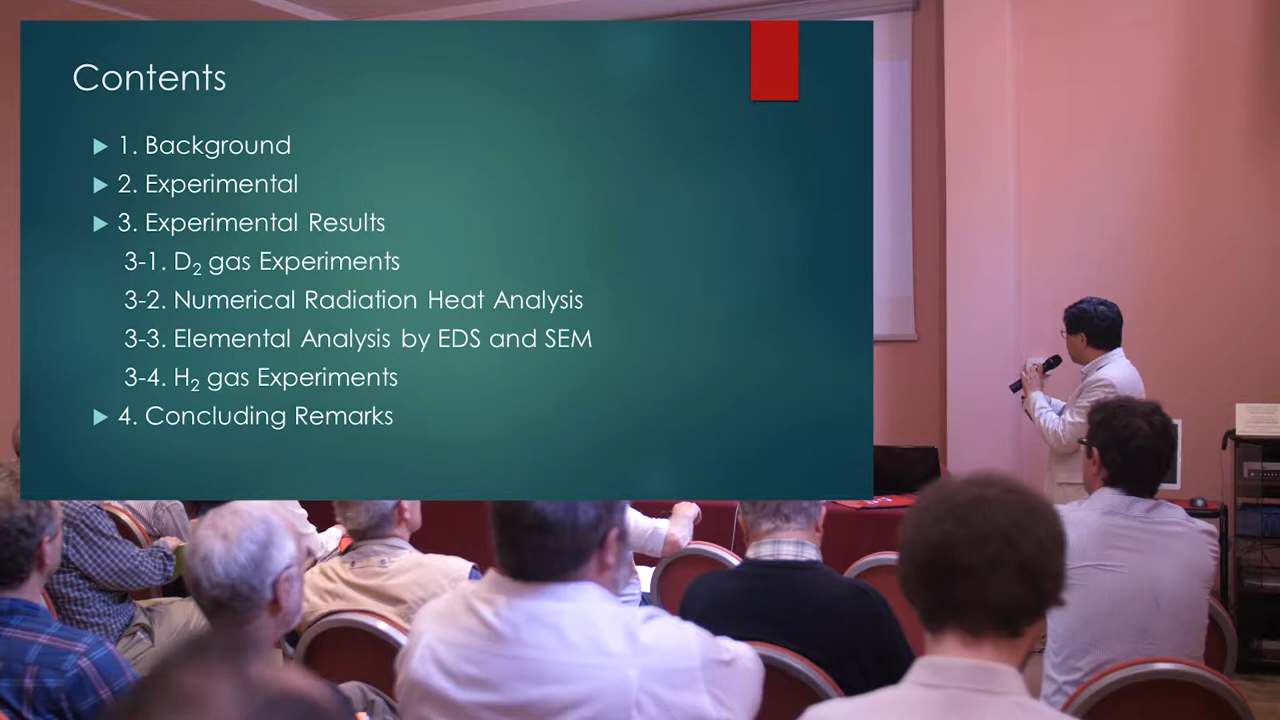 Contents
1. Background
2. Experimental
3. Experimental Results
3-1. D₂ gas Experiments
3-2. Numerical Radiation Heat Analysis
3-3. Elemental Analysis by EDS and SEM
3-4. H₂ gas Experiments
4. Concluding Remarks